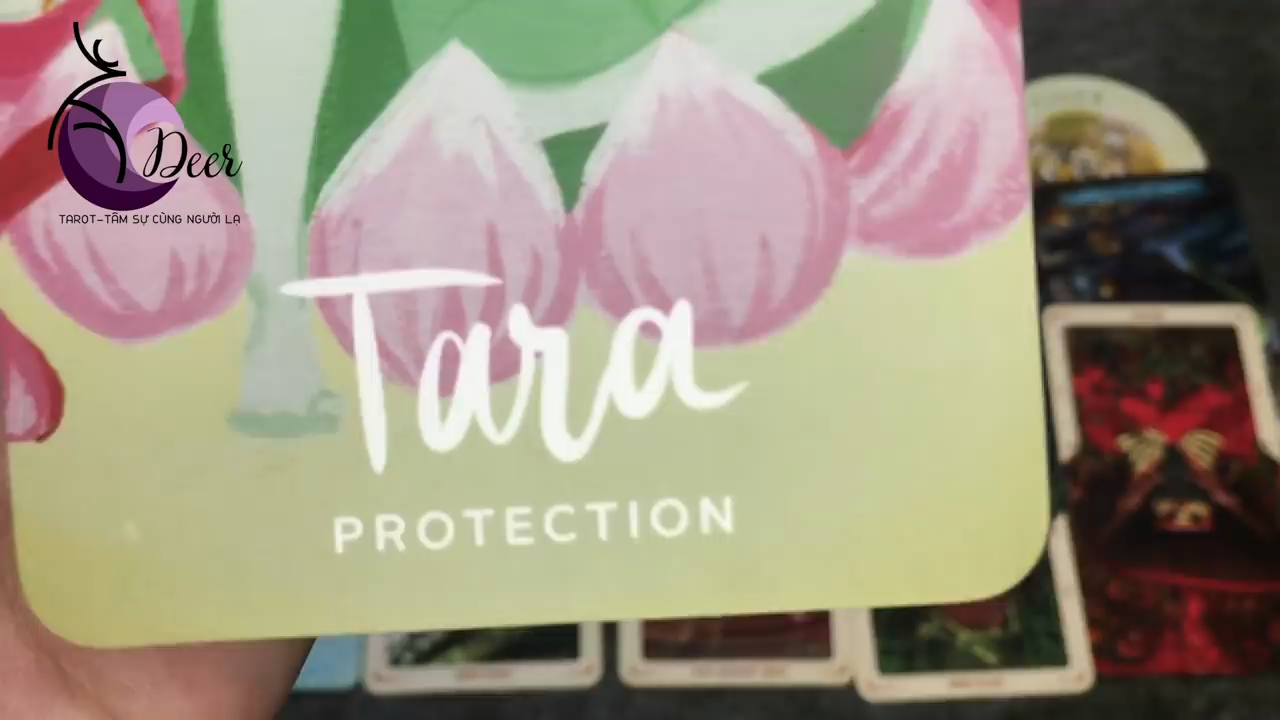 Deer
TAROT-TÂM SỰ CÙNG NGƯỜI LẠ
Tara
PROTECTION